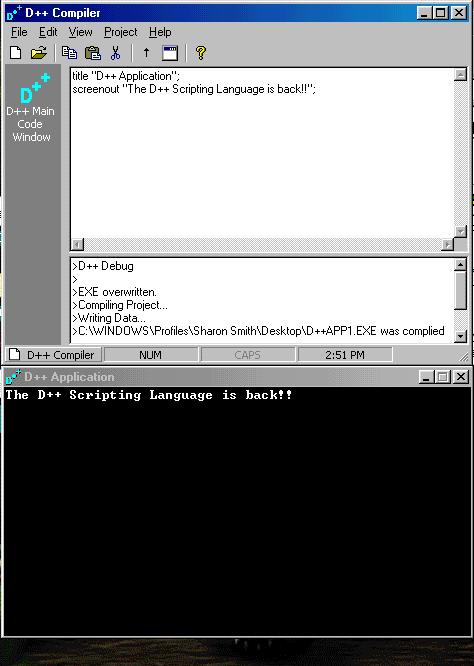 D++ Compiler
File Edit View Project Help
D++
D++ Main
Code
Window
title "D++ Application";
screenout "The D++ Scripting Language is back!!";
>D++ Debug
>
>EXE overwritten.
>Compiling Project...
>Writing Data...
>C:\WINDOWS\Profiles\Sharon Smith\Desktop\D++APP1.EXE was complied
D++ Compiler NUM CAPS 2:51 PM
D++ Application
The D++ Scripting Language is back!!